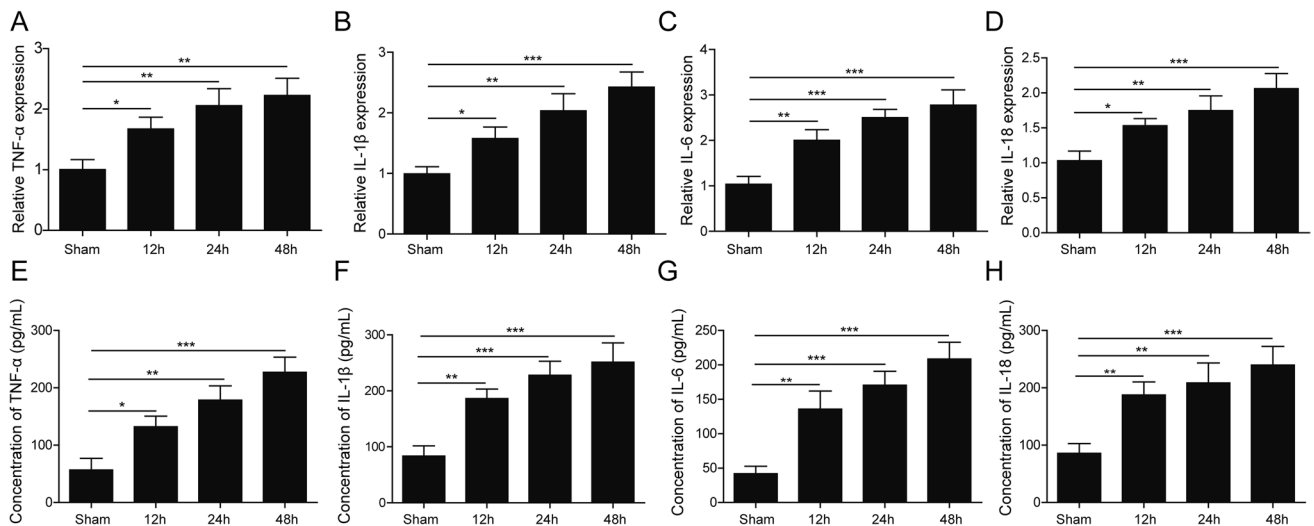 A
Relative TNF-α expression
3
2
1
0
**
**
*
Sham 12h 24h 48h
B
Relative IL-1β expression
3
2
1
0
***
**
*
Sham 12h 24h 48h
C
Relative IL-6 expression
4
3
2
1
0
***
***
**
Sham 12h 24h 48h
D
Relative IL-18 expression
2.5
2.0
1.5
1.0
0.5
0.0
***
**
*
Sham 12h 24h 48h
E
Concentration of TNF-α (pg/mL)
300
200
100
0
***
**
*
Sham 12h 24h 48h
F
Concentration of IL-1β (pg/mL)
300
200
100
0
***
***
**
Sham 12h 24h 48h
G
Concentration of IL-6 (pg/mL)
250
200
150
100
50
0
***
***
**
Sham 12h 24h 48h
H
Concentration of IL-18 (pg/mL)
300
200
100
0
***
**
**
Sham 12h 24h 48h